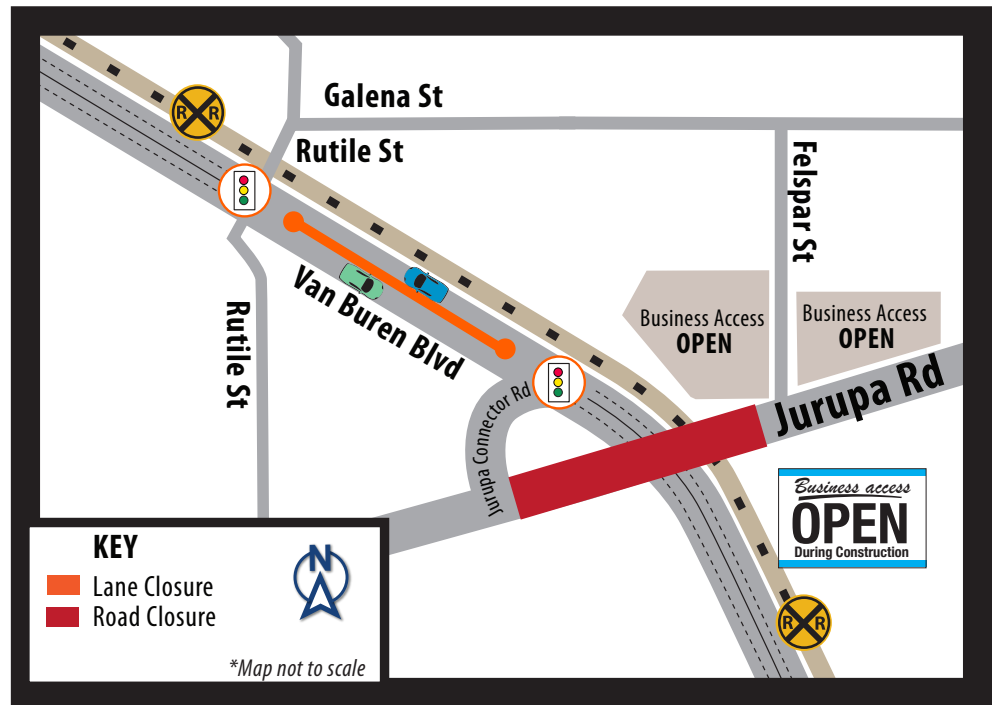 Galena St
R R
Rutile St
Felspar St
Van Buren Blvd
Rutile St
Business Access
OPEN
Business Access
OPEN
Jurupa Rd
Jurupa Connector Rd
Business access
OPEN
During Construction
R R
KEY
N
Lane Closure
Road Closure
*Map not to scale